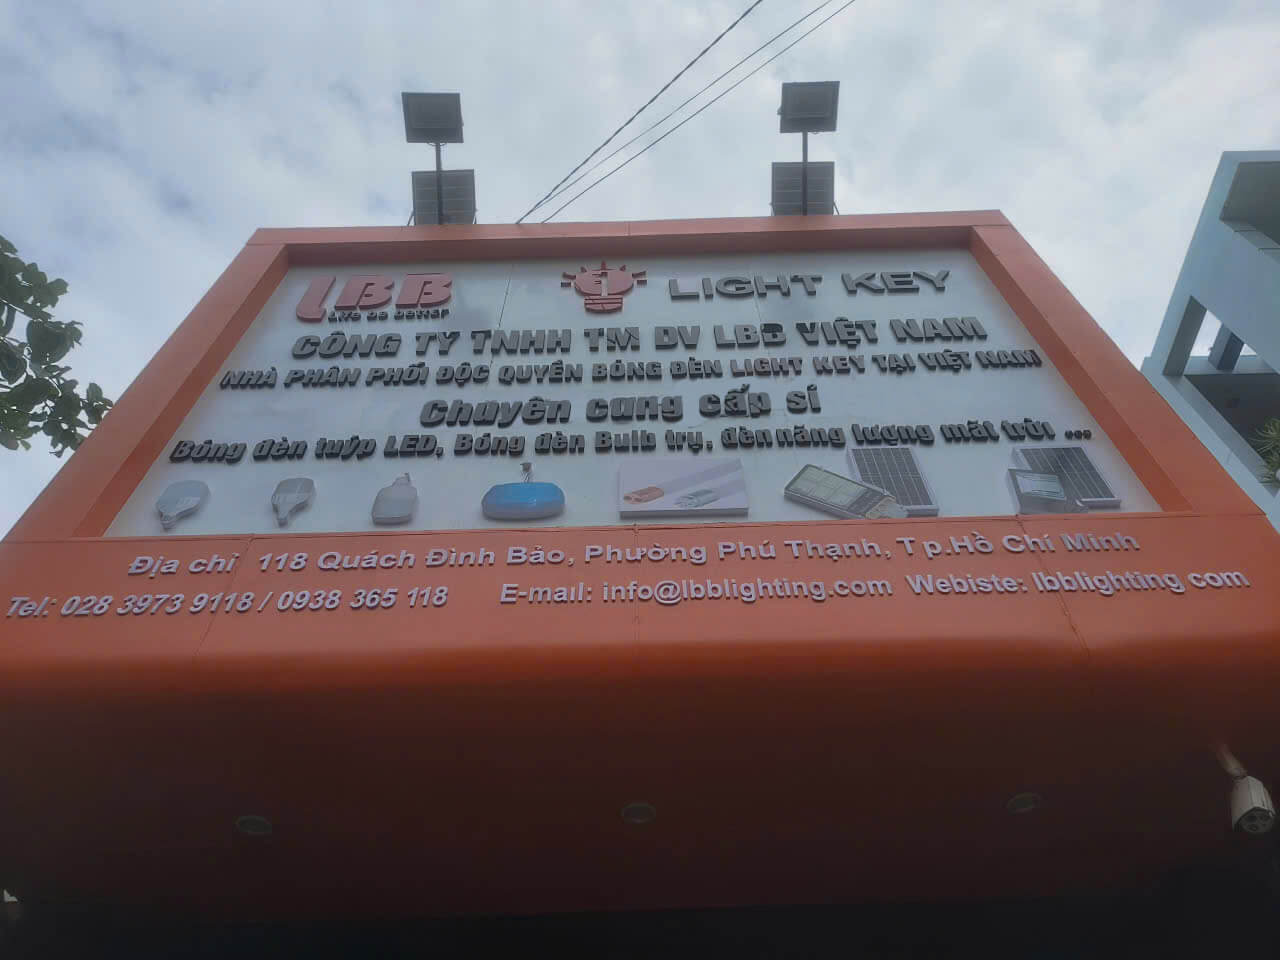 LBB
Life be better
LIGHT KEY
CÔNG TY TNHH TM DV LBB VIỆT NAM
NHÀ PHÂN PHỐI ĐỘC QUYỀN BÓNG ĐÈN LIGHT KEY TẠI VIỆT NAM
Chuyên cung cấp sỉ
Bóng đèn tuýp LED, Bóng đèn Bulb trụ, đèn năng lượng mặt trời ...
Địa chỉ 118 Quách Đình Bảo, Phường Phú Thạnh, Tp.Hồ Chí Minh
Tel: 028 3973 9118 / 0938 365 118 E-mail: info@lbblighting.com Webiste: lbblighting com